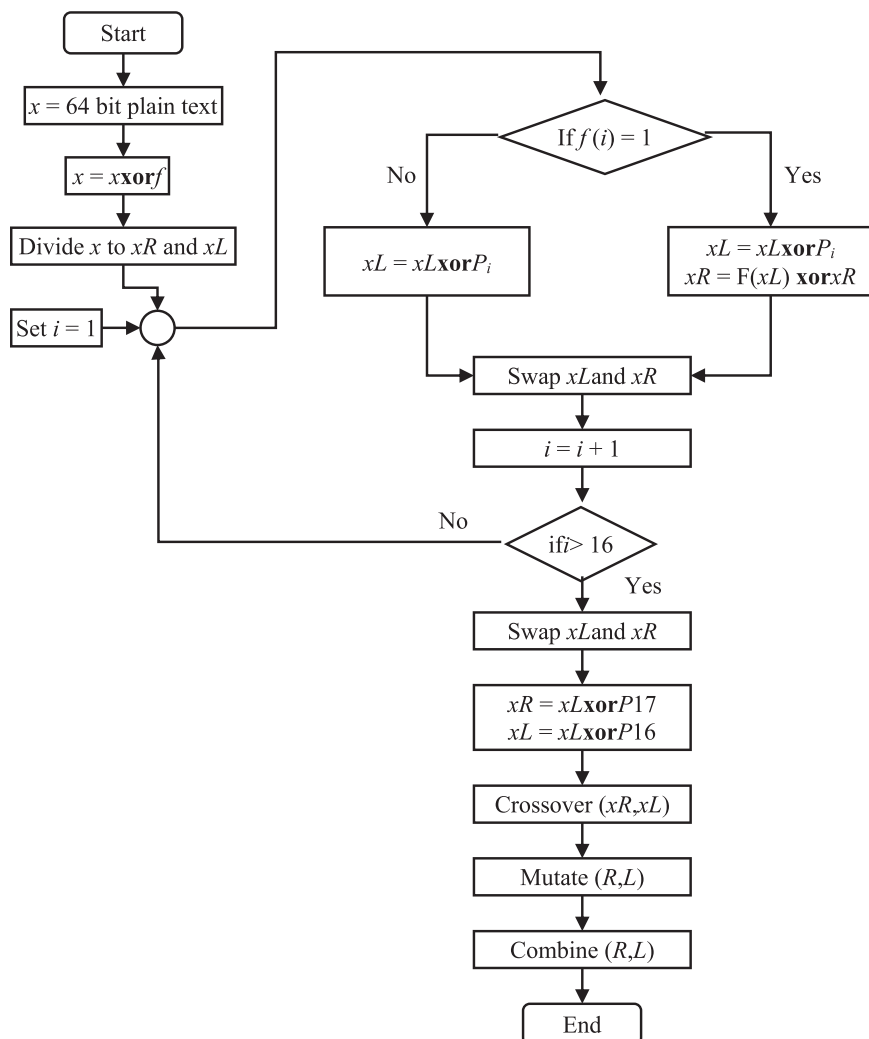 Start
x = 64 bit plain text
x = xxorf
Divide x to xR and xL
Set i = 1
If f (i) = 1
No
Yes
xL = xLxorPi
xL = xLxorPi
xR = F(xL) xorxR
Swap xLand xR
i = i + 1
No
ifi> 16
Yes
Swap xLand xR
xR = xLxorP17
xL = xLxorP16
Crossover (xR,xL)
Mutate (R,L)
Combine (R,L)
End